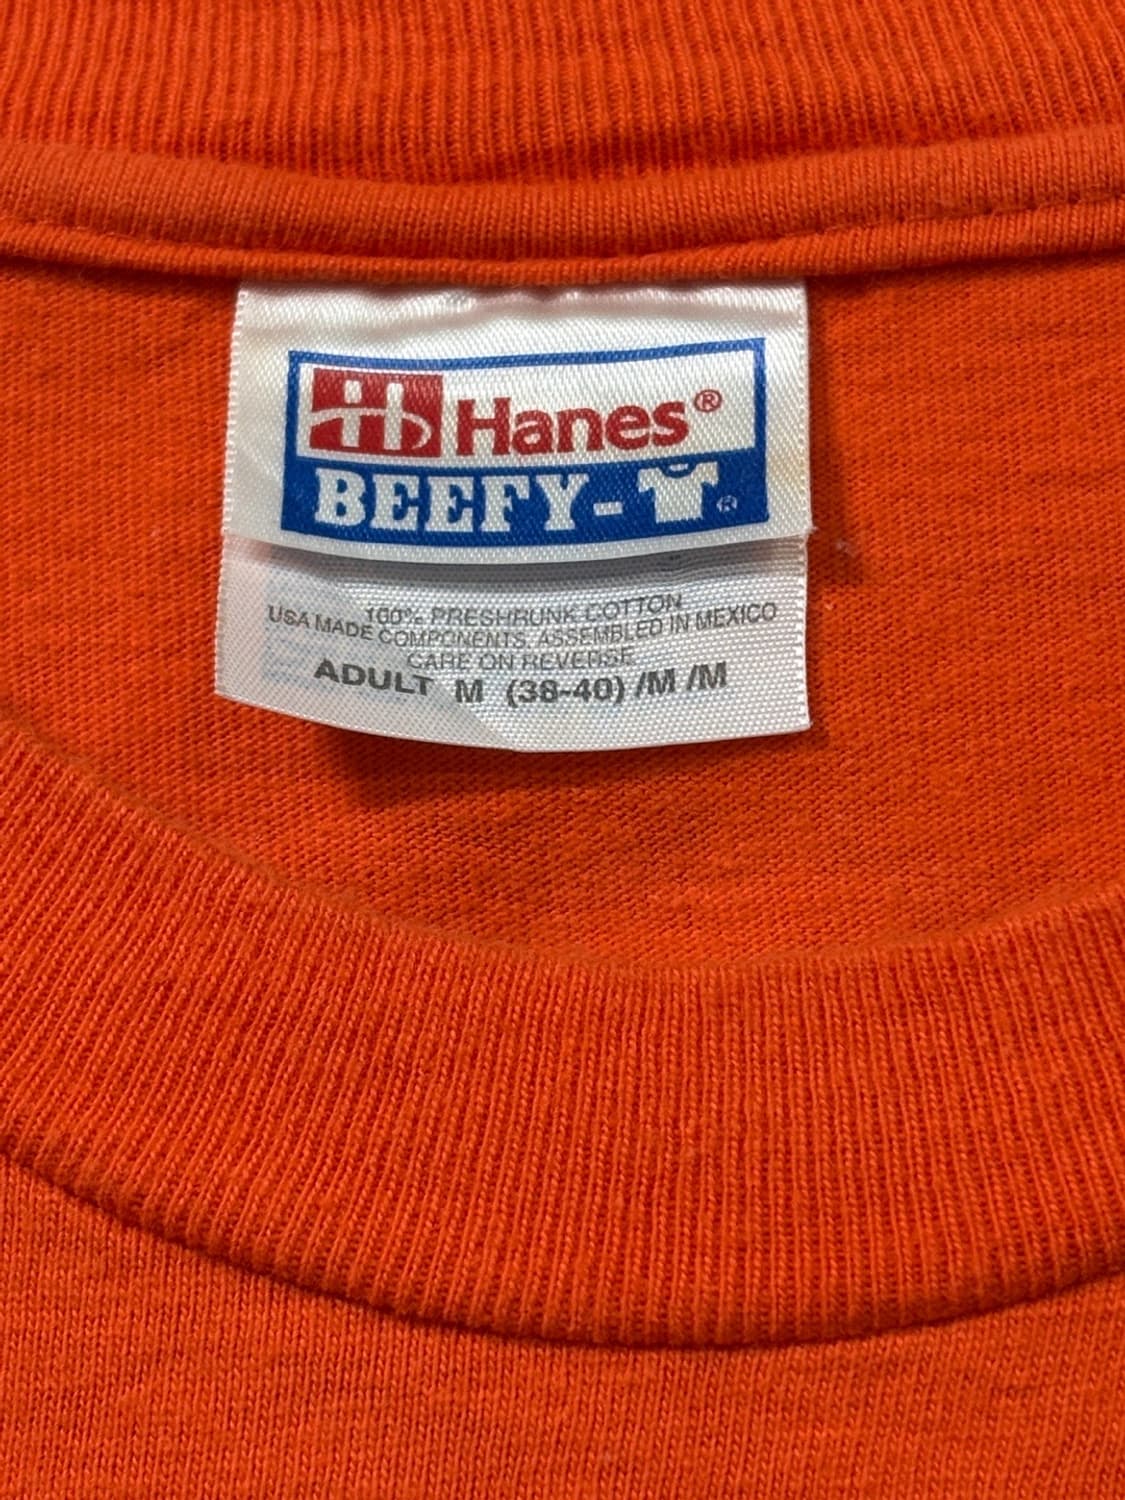 Hanes®
BEEFY-T®
100% PRESHRUNK COTTON
USA MADE COMPONENTS, ASSEMBLED IN MEXICO
CARE ON REVERSE
ADULT M (38-40) /M /M